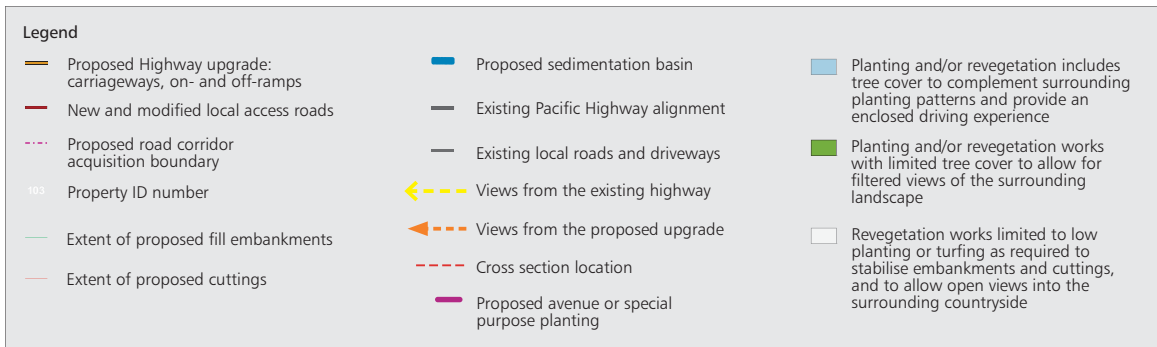 Legend
Proposed Highway upgrade:
carriageways, on- and off-ramps
New and modified local access roads
Proposed road corridor
acquisition boundary
103
Property ID number
Extent of proposed fill embankments
Extent of proposed cuttings
Proposed sedimentation basin
Existing Pacific Highway alignment
Existing local roads and driveways
Views from the existing highway
Views from the proposed upgrade
Cross section location
Proposed avenue or special
purpose planting
Planting and/or revegetation includes
tree cover to complement surrounding
planting patterns and provide an
enclosed driving experience
Planting and/or revegetation works
with limited tree cover to allow for
filtered views of the surrounding
landscape
Revegetation works limited to low
planting or turfing as required to
stabilise embankments and cuttings,
and to allow open views into the
surrounding countryside